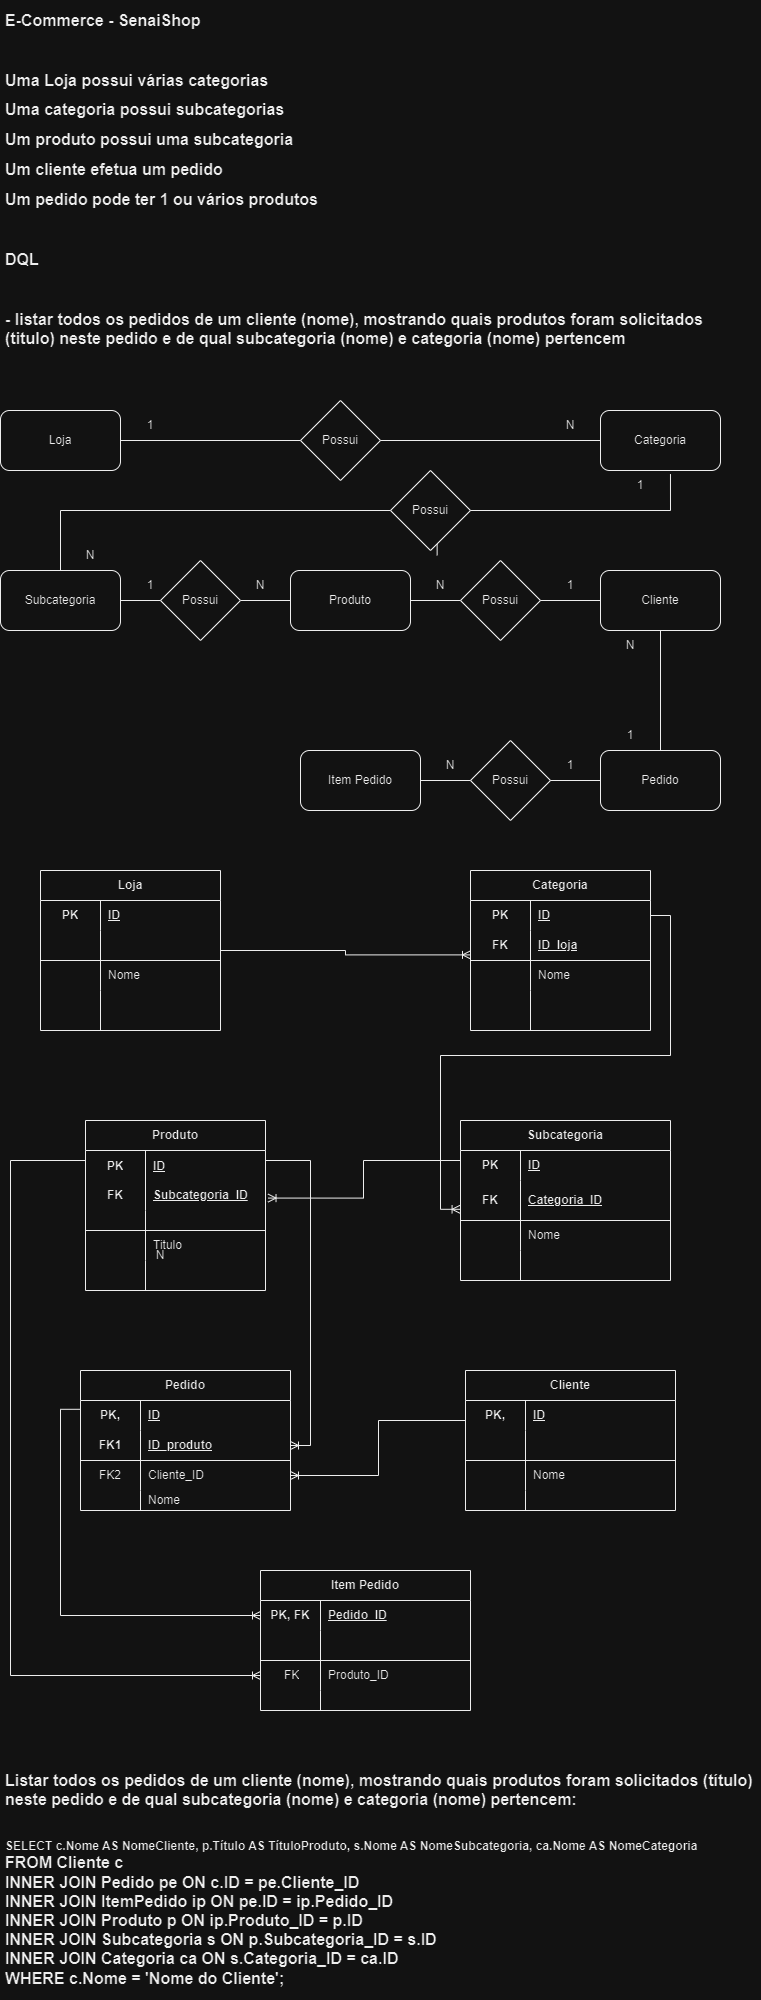 E-Commerce - SenaiShop
Uma Loja possui várias categorias
Uma categoria possui subcategorias
Um produto possui uma subcategoria
Um cliente efetua um pedido
Um pedido pode ter 1 ou vários produtos
DQL
- listar todos os pedidos de um cliente (nome), mostrando quais produtos foram solicitados
(titulo) neste pedido e de qual subcategoria (nome) e categoria (nome) pertencem
Loja
1
Possui
N
Categoria
1
Possui
N
Subcategoria
1
Possui
N
Produto
N
Possui
1
Cliente
N
1
Item Pedido
N
Possui
1
Pedido
Loja
PK
ID
Nome
Categoria
PK
ID
FK
ID_loja
Nome
Produto
PK
ID
FK
Subcategoria_ID
Titulo
N
Subcategoria
PK
ID
FK
Categoria_ID
Nome
Pedido
PK,
ID
FK1
ID_produto
FK2
Cliente_ID
Nome
Cliente
PK,
ID
Nome
Item Pedido
PK, FK
Pedido_ID
FK
Produto_ID
Listar todos os pedidos de um cliente (nome), mostrando quais produtos foram solicitados (título)
neste pedido e de qual subcategoria (nome) e categoria (nome) pertencem:
SELECT c.Nome AS NomeCliente, p.Título AS TítuloProduto, s.Nome AS NomeSubcategoria, ca.Nome AS NomeCategoria
FROM Cliente c
INNER JOIN Pedido pe ON c.ID = pe.Cliente_ID
INNER JOIN ItemPedido ip ON pe.ID = ip.Pedido_ID
INNER JOIN Produto p ON ip.Produto_ID = p.ID
INNER JOIN Subcategoria s ON p.Subcategoria_ID = s.ID
INNER JOIN Categoria ca ON s.Categoria_ID = ca.ID
WHERE c.Nome = 'Nome do Cliente';